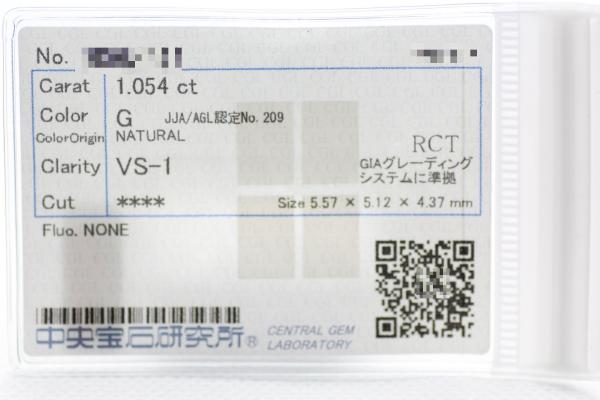 No.
Carat 1.054 ct
Color G JJA/AGL認定No.209
ColorOrigin NATURAL
RCT
Clarity VS-1
GIAグレーディング
システムに準拠
Cut ****
Size 5.57 × 5.12 × 4.37 mm
Fluo. NONE
中央宝石研究所® CENTRAL GEM
LABORATORY